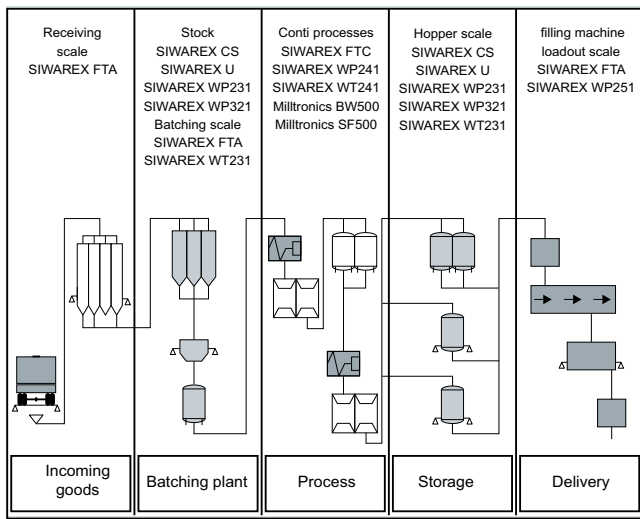 Receiving
scale
SIWAREX FTA
Stock
SIWAREX CS
SIWAREX U
SIWAREX WP231
SIWAREX WP321
Batching scale
SIWAREX FTA
SIWAREX WT231
Conti processes
SIWAREX FTC
SIWAREX WP241
SIWAREX WT241
Milltronics BW500
Milltronics SF500
Hopper scale
SIWAREX CS
SIWAREX U
SIWAREX WP231
SIWAREX WP321
SIWAREX WT231
filling machine
loadout scale
SIWAREX FTA
SIWAREX WP251
Incoming
goods
Batching plant
Process
Storage
Delivery